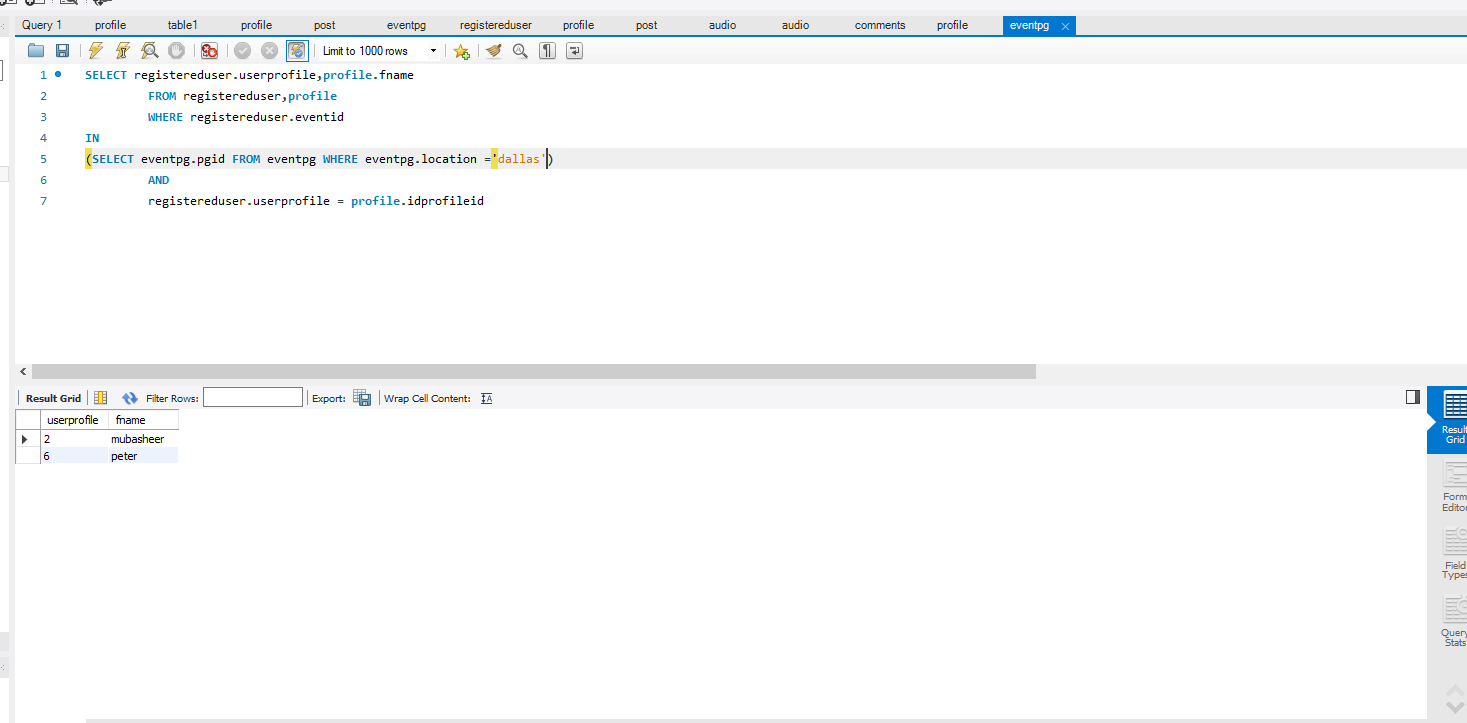 Query 1 profile table1 profile post eventpg registereduser profile post audio audio comments profile eventpg
Limit to 1000 rows
1 SELECT registereduser.userprofile,profile.fname
2 FROM registereduser,profile
3 WHERE registereduser.eventid
4 IN
5 (SELECT eventpg.pgid FROM eventpg WHERE eventpg.location ='dallas')
6 AND
7 registereduser.userprofile = profile.idprofileid
Result Grid Filter Rows: Export: Wrap Cell Content:
userprofile fname
2 mubasheer
6 peter
Result
Grid
Form
Editor
Field
Types
Query
Stats